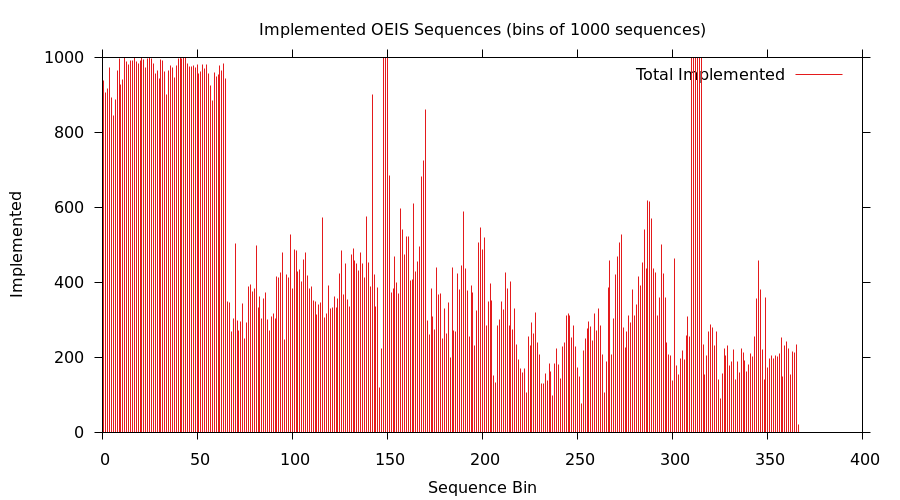 Implemented OEIS Sequences (bins of 1000 sequences)
Total Implemented
1000
800
600
400
200
0
Implemented
0 50 100 150 200 250 300 350 400
Sequence Bin